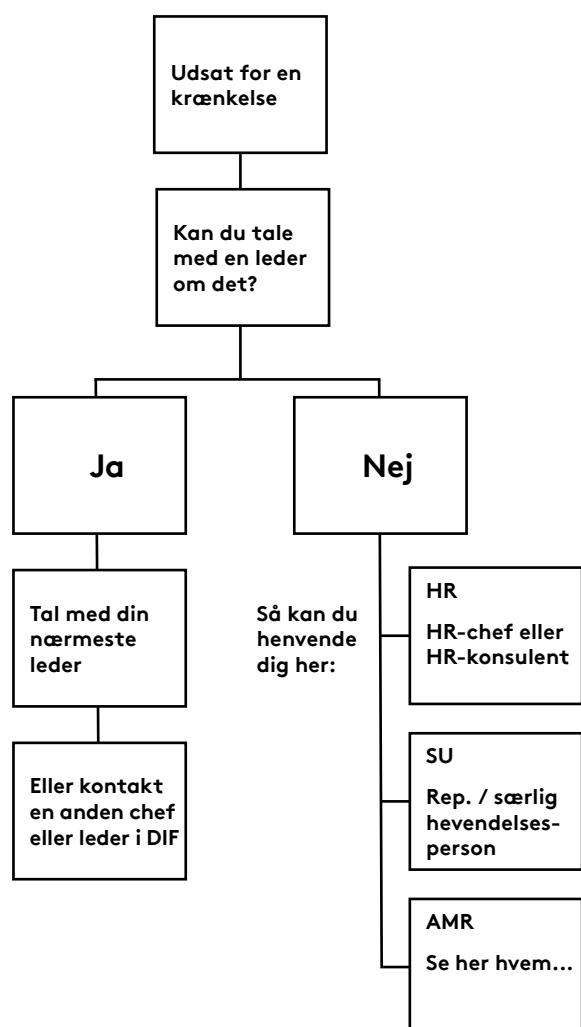 Udsat for en
krænkelse
Kan du tale
med en leder
om det?
Ja
Nej
Tal med din
nærmeste
leder
Eller kontakt
en anden chef
eller leder i DIF
Så kan du
henvende
dig her:
HR
HR-chef eller
HR-konsulent
SU
Rep. / særlig
hevendelses-
person
AMR
Se her hvem...